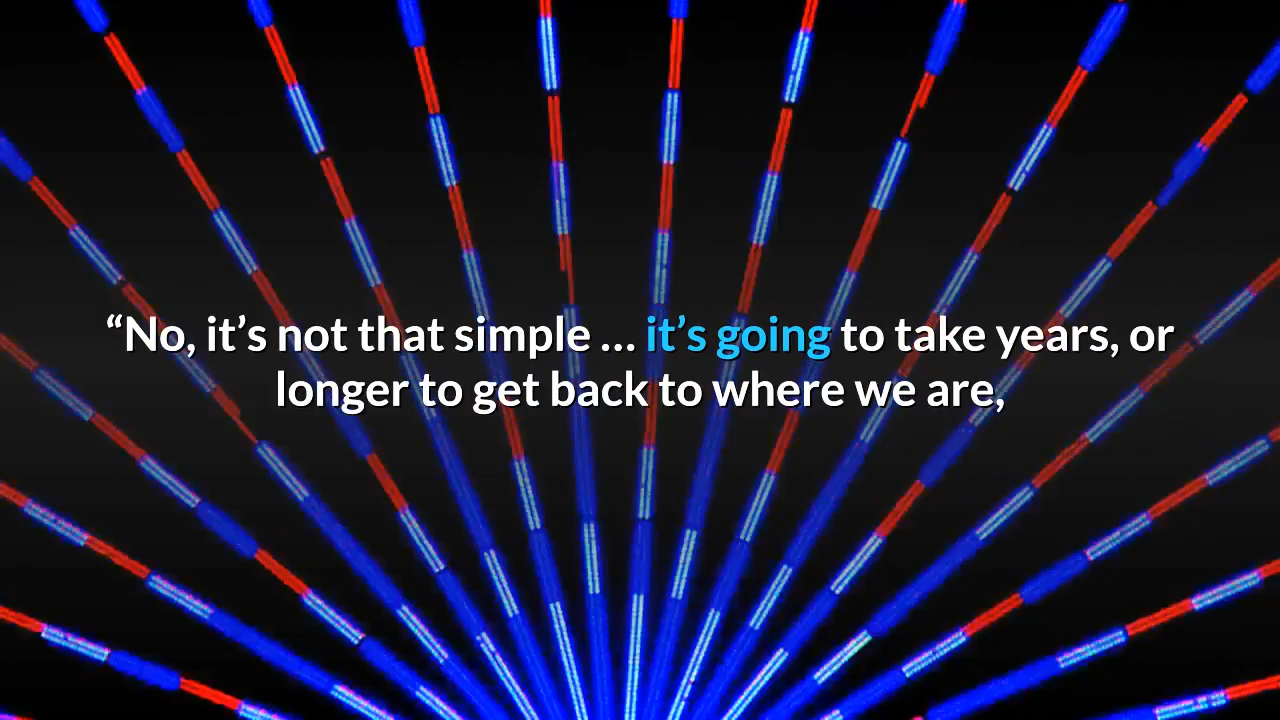 “No, it’s not that simple ... it’s going to take years, or
longer to get back to where we are,